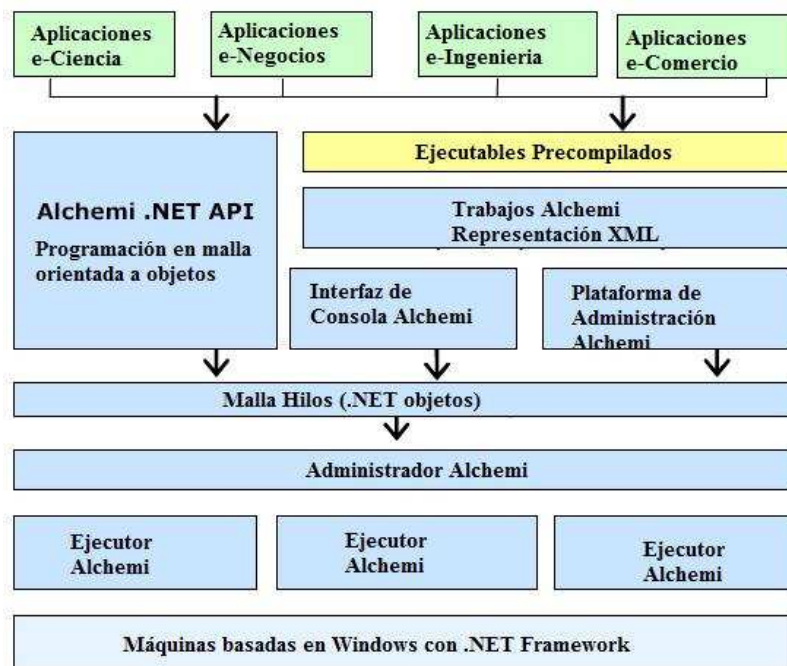 Aplicaciones
e-Ciencia
Aplicaciones
e-Negocios
Aplicaciones
e-Ingenieria
Aplicaciones
e-Comercio
Alchemi .NET API
Programación en malla
orientada a objetos
Ejecutables Precompilados
Trabajos Alchemi
Representación XML
Interfaz de
Consola Alchemi
Plataforma de
Administración
Alchemi
Malla Hilos (.NET objetos)
Administrador Alchemi
Ejecutor
Alchemi
Ejecutor
Alchemi
Ejecutor
Alchemi
Máquinas basadas en Windows con .NET Framework